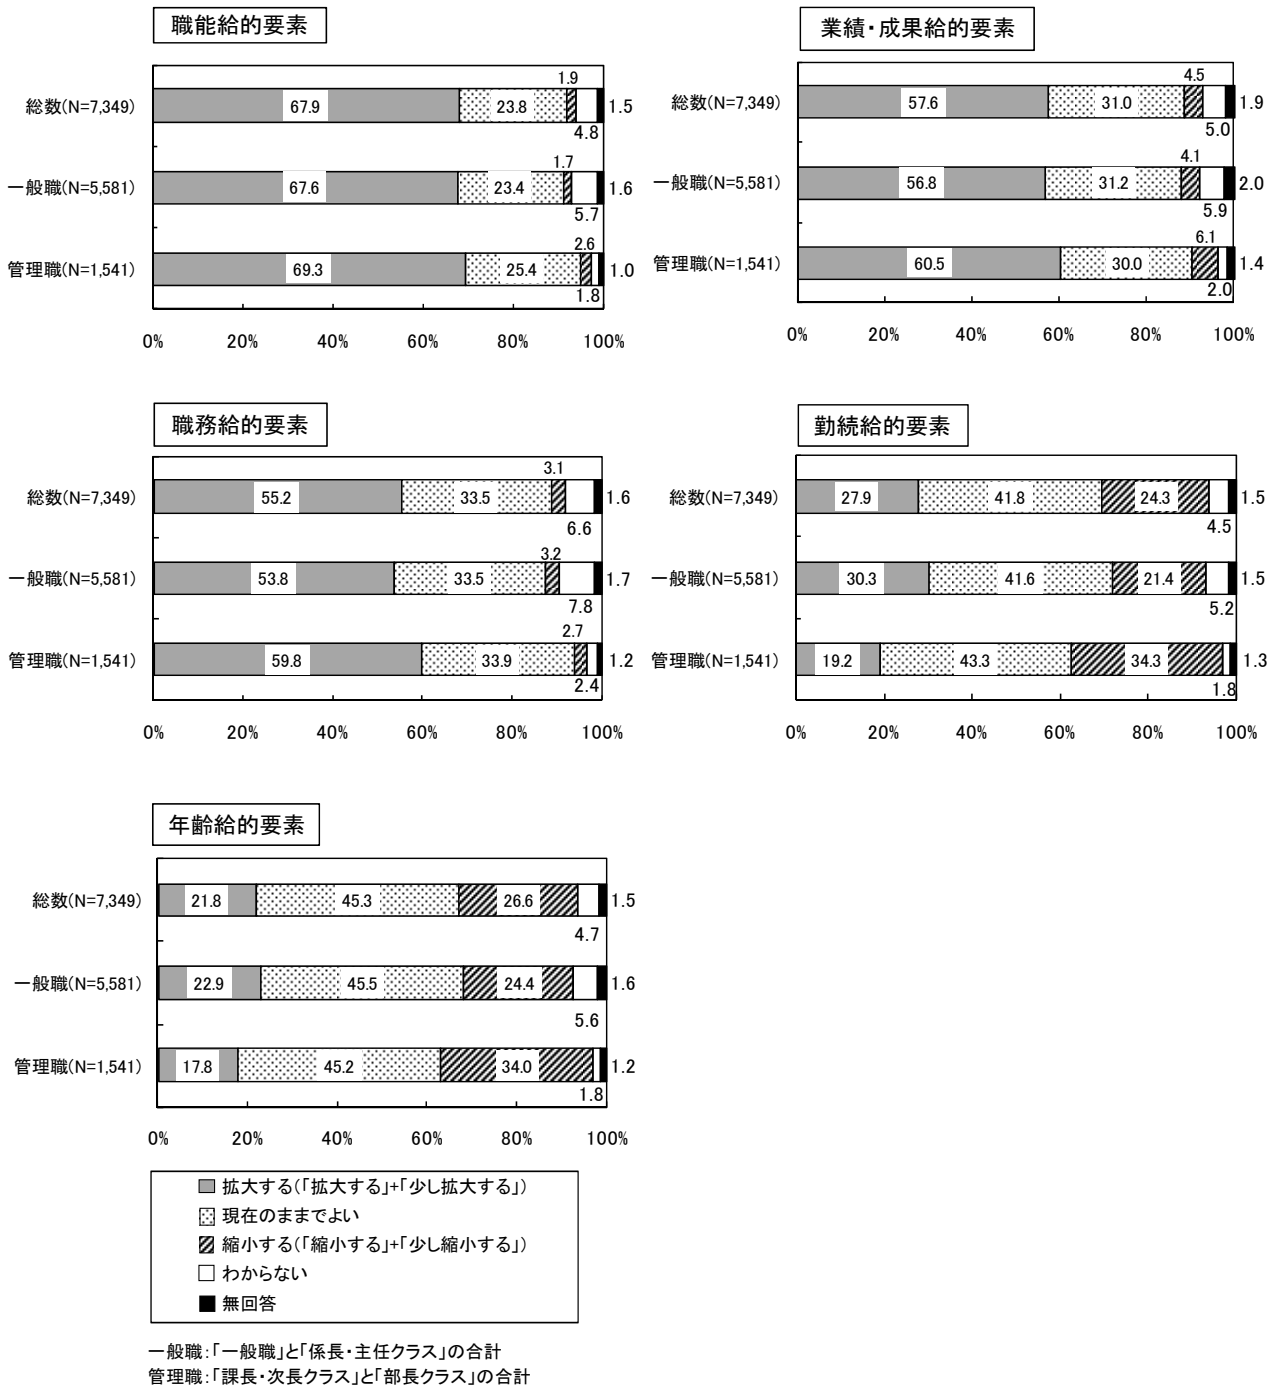 職能給的要素
1.9
総数(N=7,349) 67.9 23.8 1.5
4.8
1.7
一般職(N=5,581) 67.6 23.4 1.6
5.7
2.6
管理職(N=1,541) 69.3 25.4 1.0
1.8
0% 20% 40% 60% 80% 100%
業績・成果給的要素
4.5
総数(N=7,349) 57.6 31.0 1.9
5.0
4.1
一般職(N=5,581) 56.8 31.2 2.0
5.9
6.1
管理職(N=1,541) 60.5 30.0 1.4
2.0
0% 20% 40% 60% 80% 100%
職務給的要素
3.1
総数(N=7,349) 55.2 33.5 1.6
6.6
3.2
一般職(N=5,581) 53.8 33.5 1.7
7.8
2.7
管理職(N=1,541) 59.8 33.9 1.2
2.4
0% 20% 40% 60% 80% 100%
勤続給的要素
総数(N=7,349) 27.9 41.8 24.3 1.5
4.5
一般職(N=5,581) 30.3 41.6 21.4 1.5
5.2
管理職(N=1,541) 19.2 43.3 34.3 1.3
1.8
0% 20% 40% 60% 80% 100%
年齢給的要素
総数(N=7,349) 21.8 45.3 26.6 1.5
4.7
一般職(N=5,581) 22.9 45.5 24.4 1.6
5.6
管理職(N=1,541) 17.8 45.2 34.0 1.2
1.8
0% 20% 40% 60% 80% 100%
拡大する(「拡大する」+「少し拡大する」)
現在のままでよい
縮小する(「縮小する」+「少し縮小する」)
わからない
無回答
一般職:「一般職」と「係長・主任クラス」の合計
管理職:「課長・次長クラス」と「部長クラス」の合計